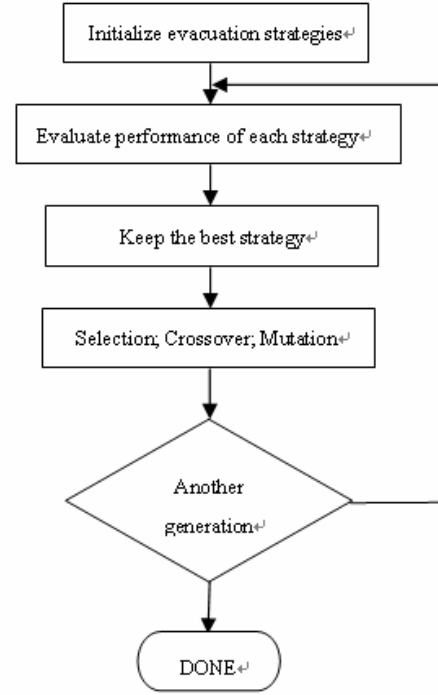 Initialize evacuation strategies↵
Evaluate performance of each strategy↵
Keep the best strategy↵
Selection; Crossover; Mutation↵
Another
generation↵
DONE↵